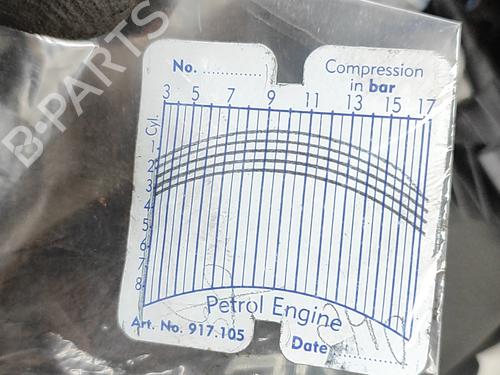 B-PARTS
No. ............
Compression
in bar
3 5 7 9 11 13 15 17
Cyl.
1
2
3
4
5
6
7
8
Petrol Engine
Art. No. 917.105
Date ............